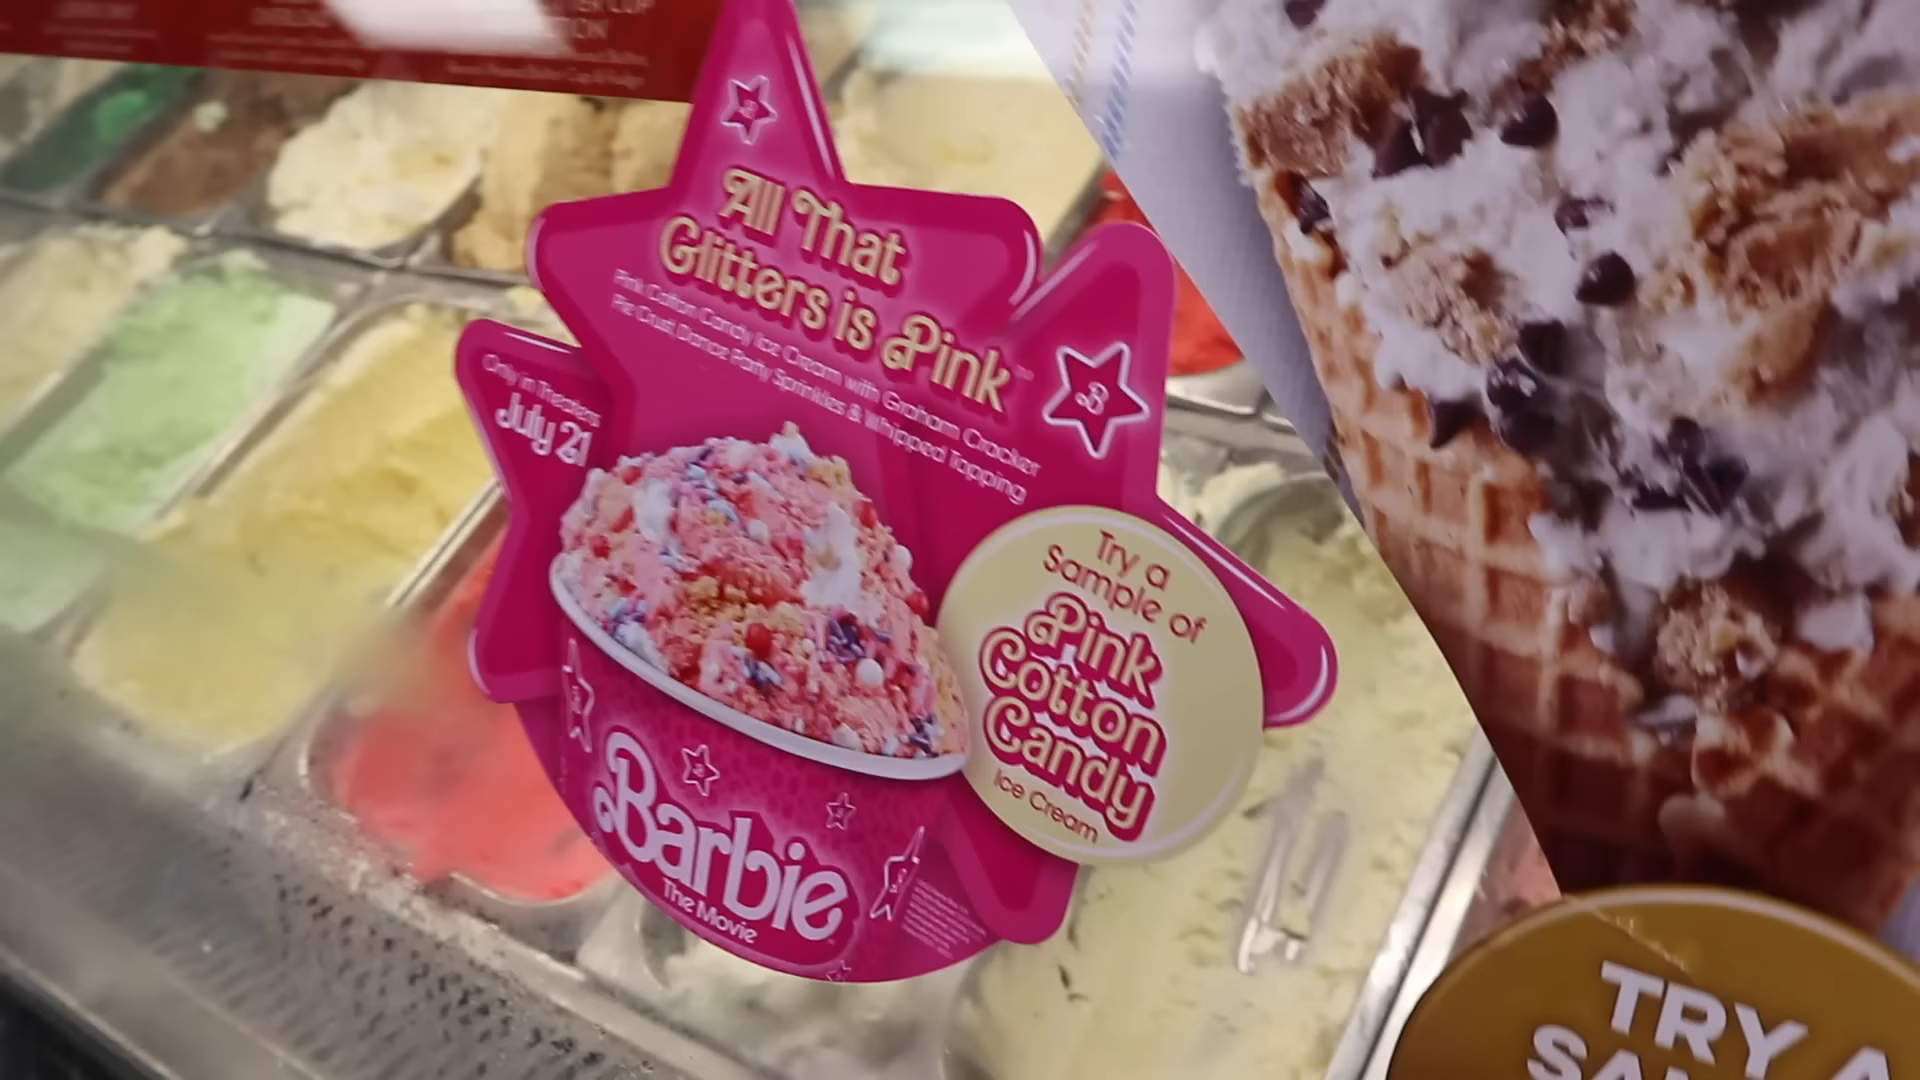 All That
Glitters is Pink
Pink Cotton Candy Ice Cream with Graham Cracker
Pie Crust, Dance Party Sprinkles & Whipped Topping
Only in Theaters
July 21
B
Try a
Sample of
Pink
Cotton
Candy
Ice Cream
Barbie
The Movie
TRY A